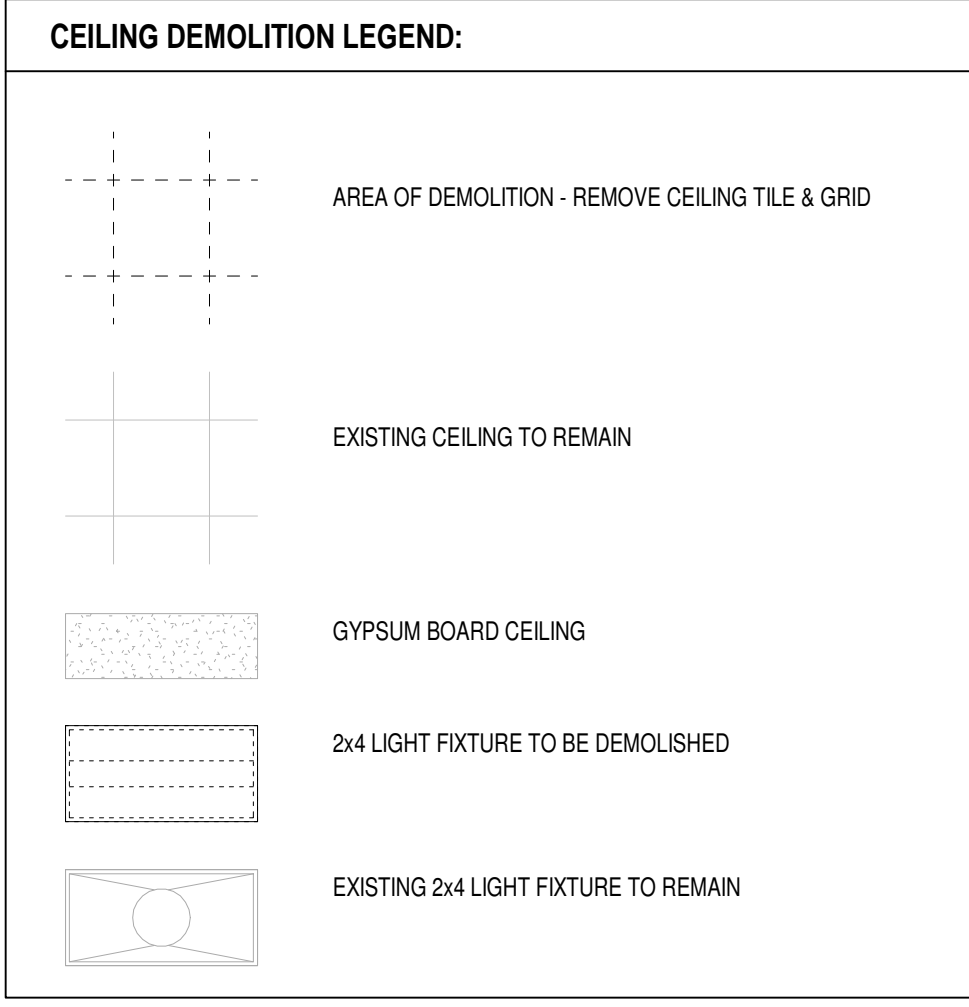 CEILING DEMOLITION LEGEND:
AREA OF DEMOLITION - REMOVE CEILING TILE & GRID
EXISTING CEILING TO REMAIN
GYPSUM BOARD CEILING
2x4 LIGHT FIXTURE TO BE DEMOLISHED
EXISTING 2x4 LIGHT FIXTURE TO REMAIN